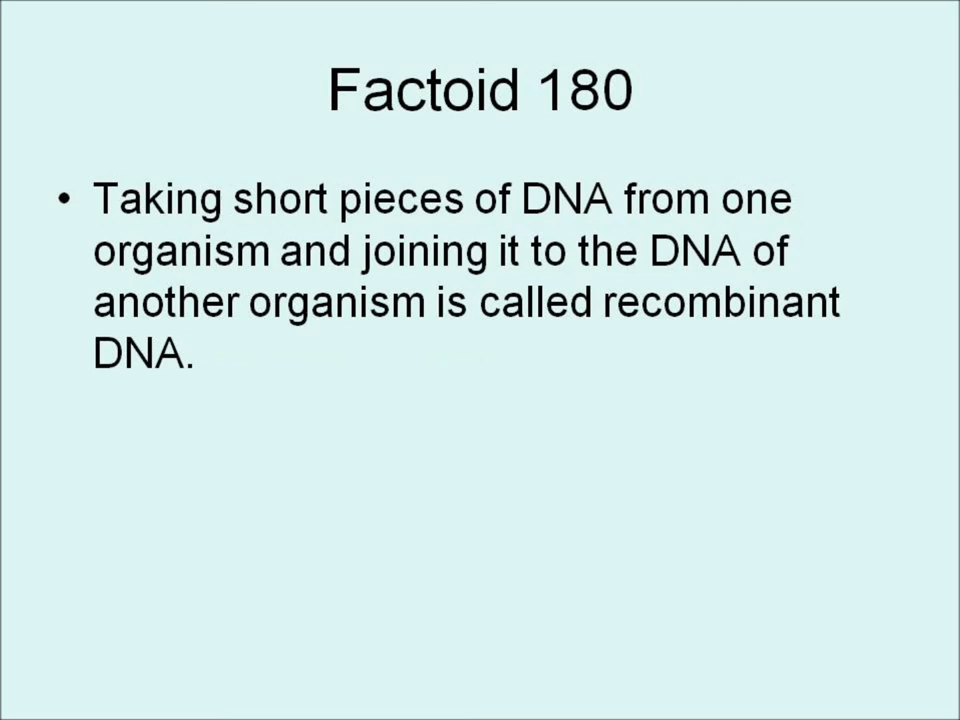 Factoid 180
• Taking short pieces of DNA from one
organism and joining it to the DNA of
another organism is called recombinant
DNA.